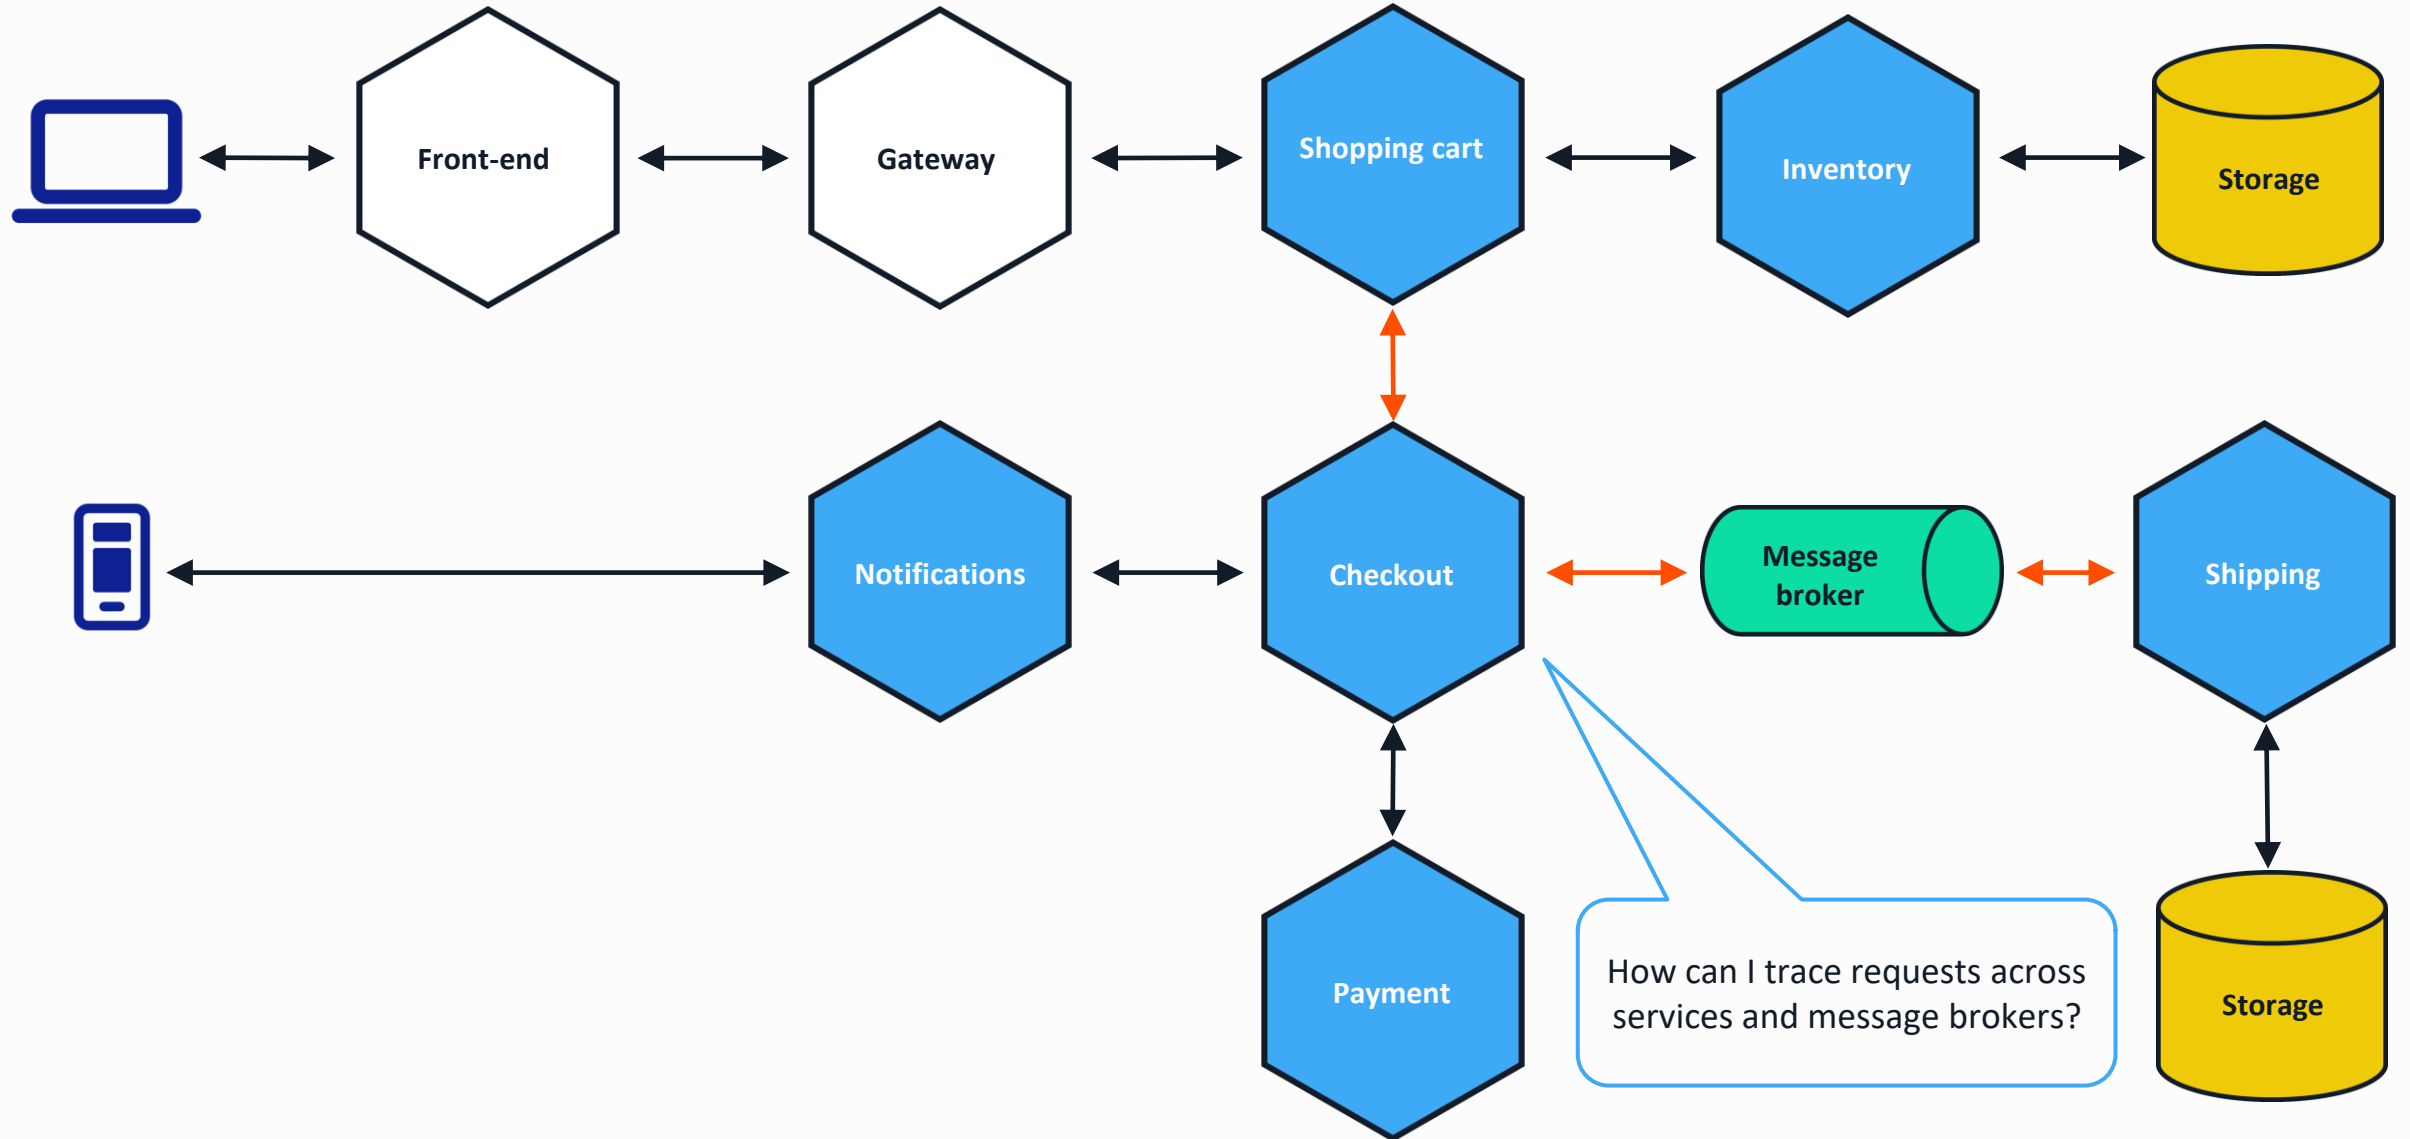 Front-end
Gateway
Shopping cart
Inventory
Storage
Notifications
Checkout
Message
broker
Shipping
Payment
How can I trace requests across
services and message brokers?
Storage